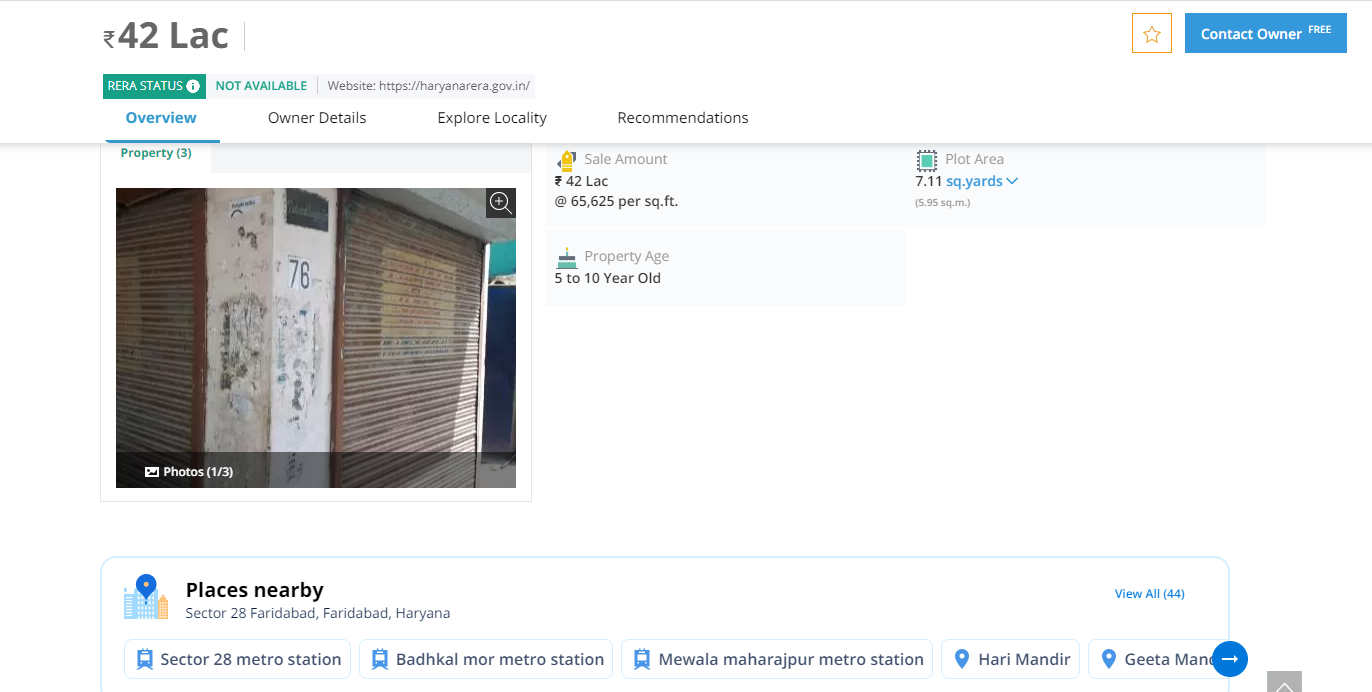 ₹42 Lac
Contact Owner FREE
RERA STATUS NOT AVAILABLE Website: https://haryanarera.gov.in/
Overview Owner Details Explore Locality Recommendations
Property (3)
Sale Amount
₹ 42 Lac
@ 65,625 per sq.ft.
Plot Area
7.11 sq.yards
(5.95 sq.m.)
Property Age
5 to 10 Year Old
76
Photos (1/3)
Places nearby
Sector 28 Faridabad, Faridabad, Haryana
View All (44)
Sector 28 metro station Badhkal mor metro station Mewala maharajpur metro station Hari Mandir Geeta